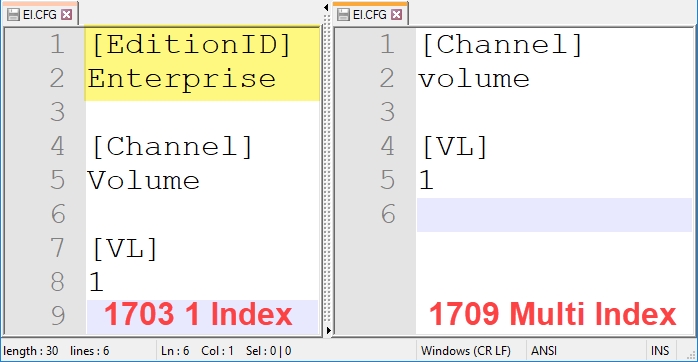 EI.CFG
1 [EditionID]
2 Enterprise
3
4 [Channel]
5 Volume
6
7 [VL]
8 1
9
1703 1 Index
EI.CFG
1 [Channel]
2 volume
3
4 [VL]
5 1
6
1709 Multi Index
length : 30 lines : 6 Ln : 6 Col : 1 Sel : 0 | 0 Windows (CR LF) ANSI INS